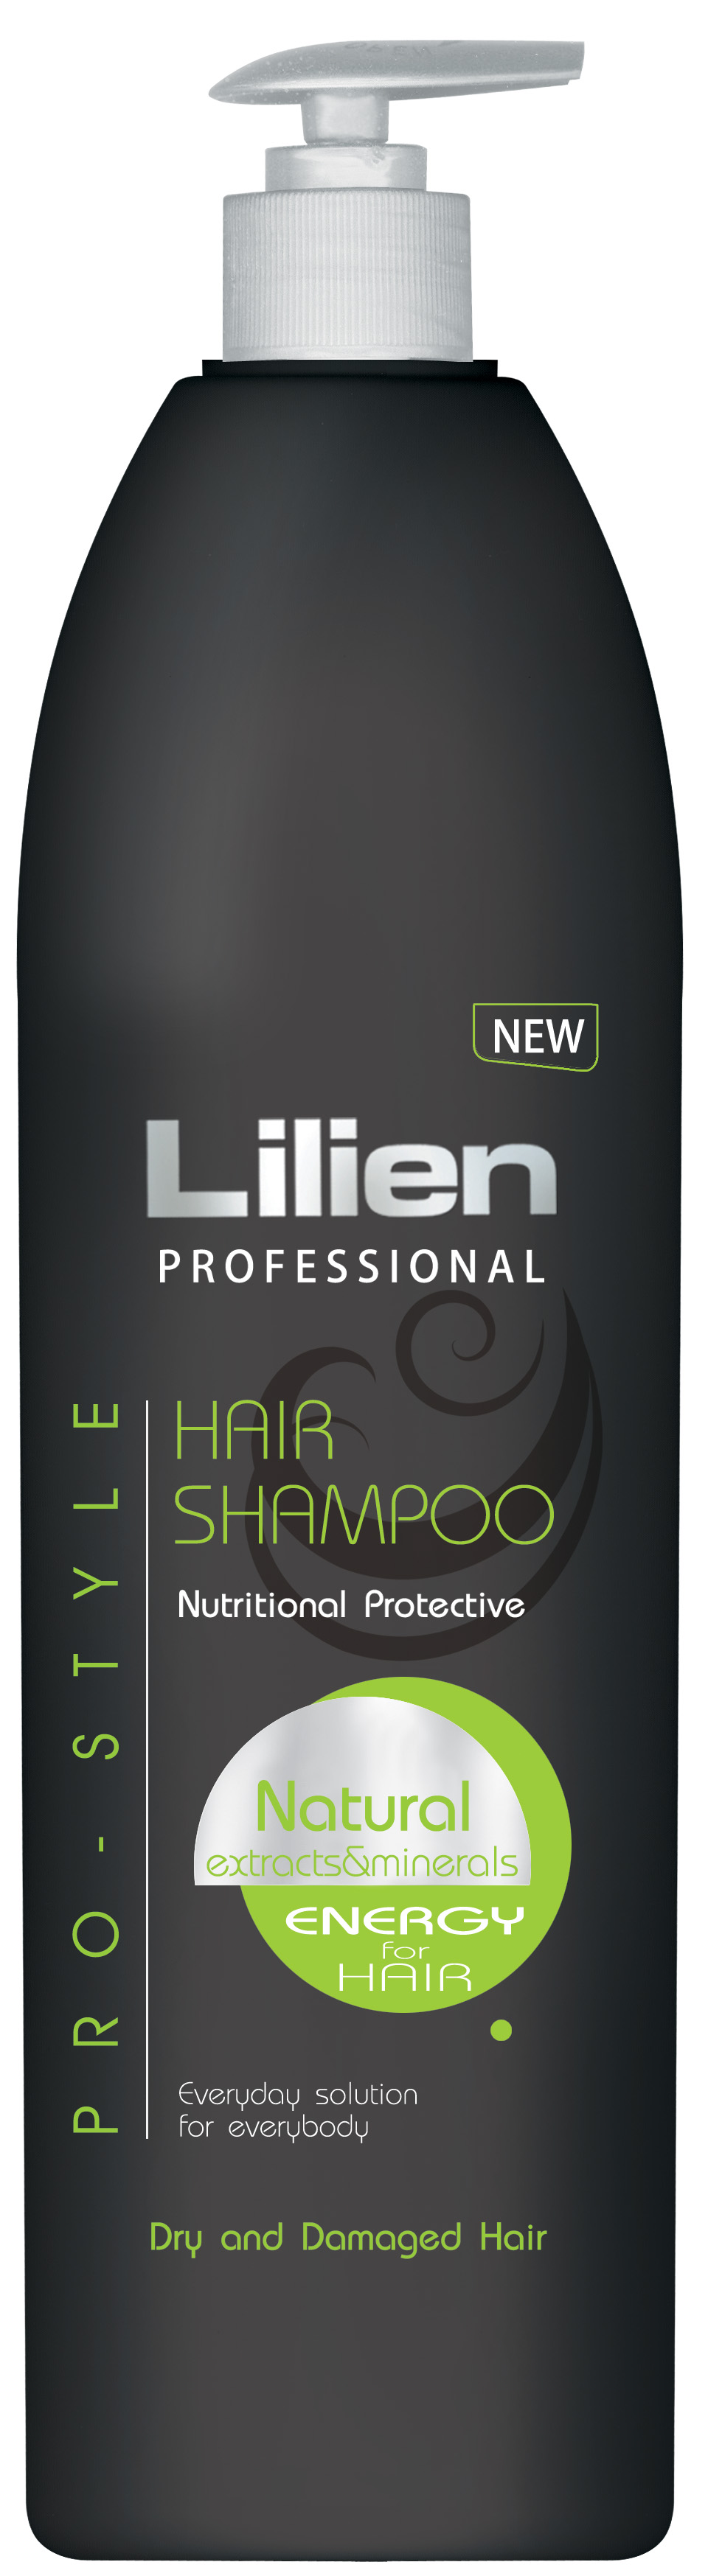 OPEN
NEW
Lilien
PROFESSIONAL
PRO-STYLE
HAIR
SHAMPOO
Nutritional Protective
Natural
extracts&minerals
ENERGY
for
HAIR
Everyday solution
for everybody
Dry and Damaged Hair